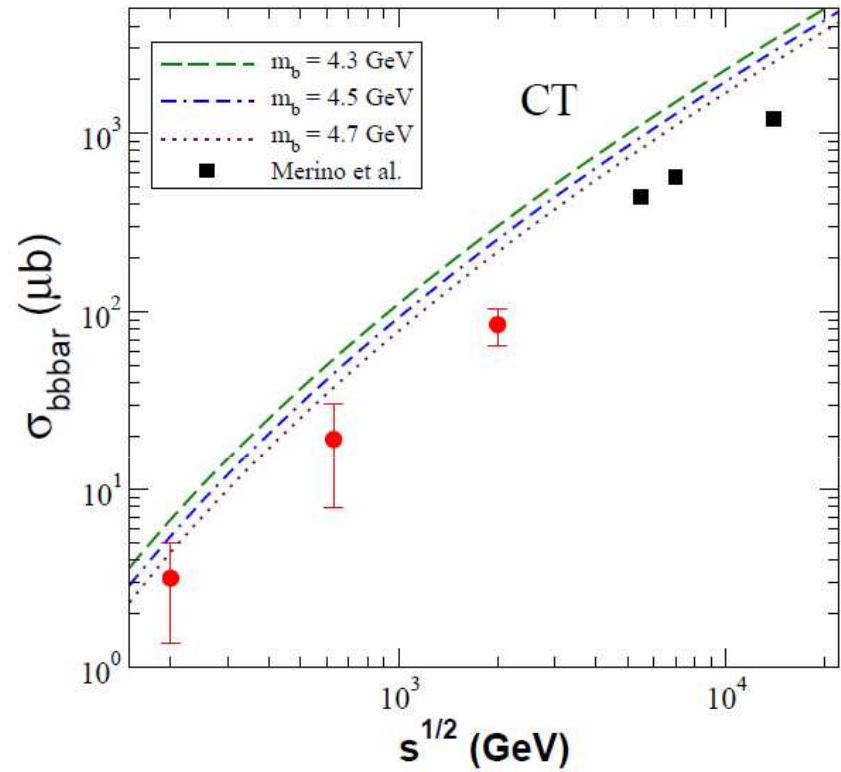 m_b = 4.3 GeV
m_b = 4.5 GeV
m_b = 4.7 GeV
Merino et al.
CT
10^3
10^2
10^1
10^0
σ_bbbar (μb)
10^3 10^4
s^1/2 (GeV)